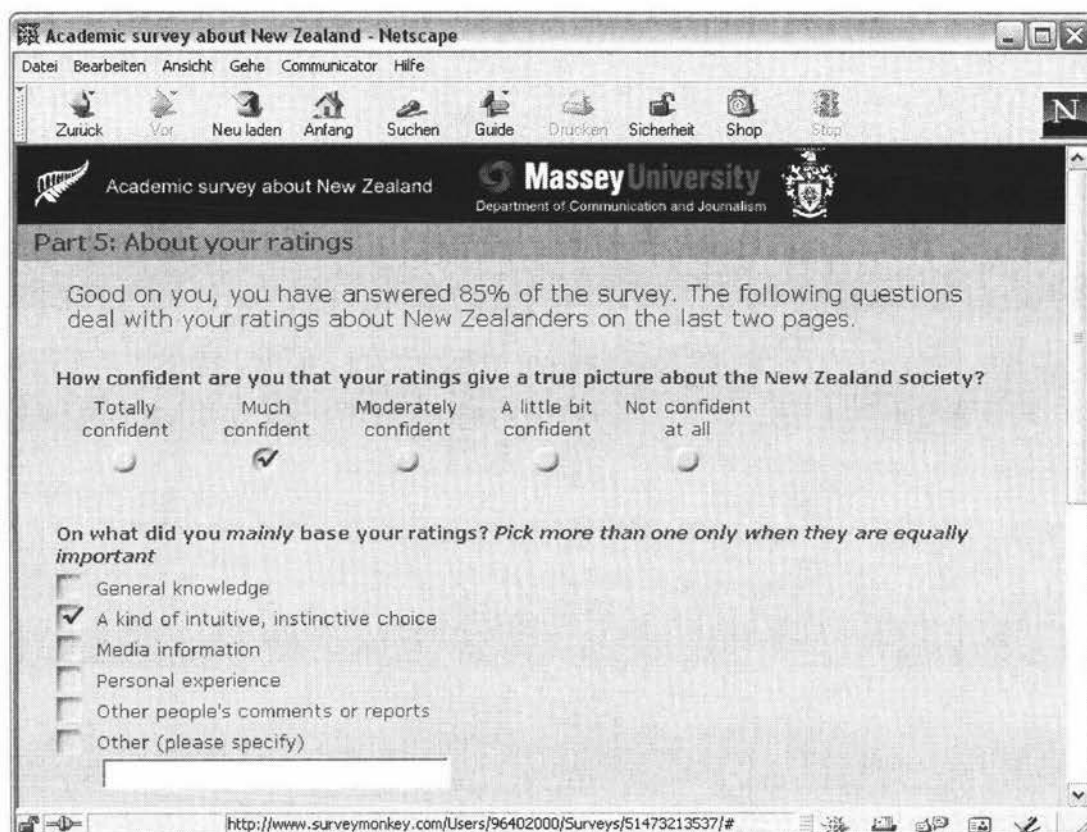 Academic survey about New Zealand - Netscape
Datei Bearbeiten Ansicht Gehe Communicator Hilfe
Zurück Vor Neu laden Anfang Suchen Guide Drucken Sicherheit Shop Stop
N
Academic survey about New Zealand
Massey University
Department of Communication and Journalism
Part 5: About your ratings
Good on you, you have answered 85% of the survey. The following questions
deal with your ratings about New Zealanders on the last two pages.
How confident are you that your ratings give a true picture about the New Zealand society?
Totally Much Moderately A little bit Not confident
confident confident confident confident at all
On what did you mainly base your ratings? Pick more than one only when they are equally
important
General knowledge
A kind of intuitive, instinctive choice
Media information
Personal experience
Other people's comments or reports
Other (please specify)
http://www.surveymonkey.com/Users/96402000/Surveys/51473213537/#